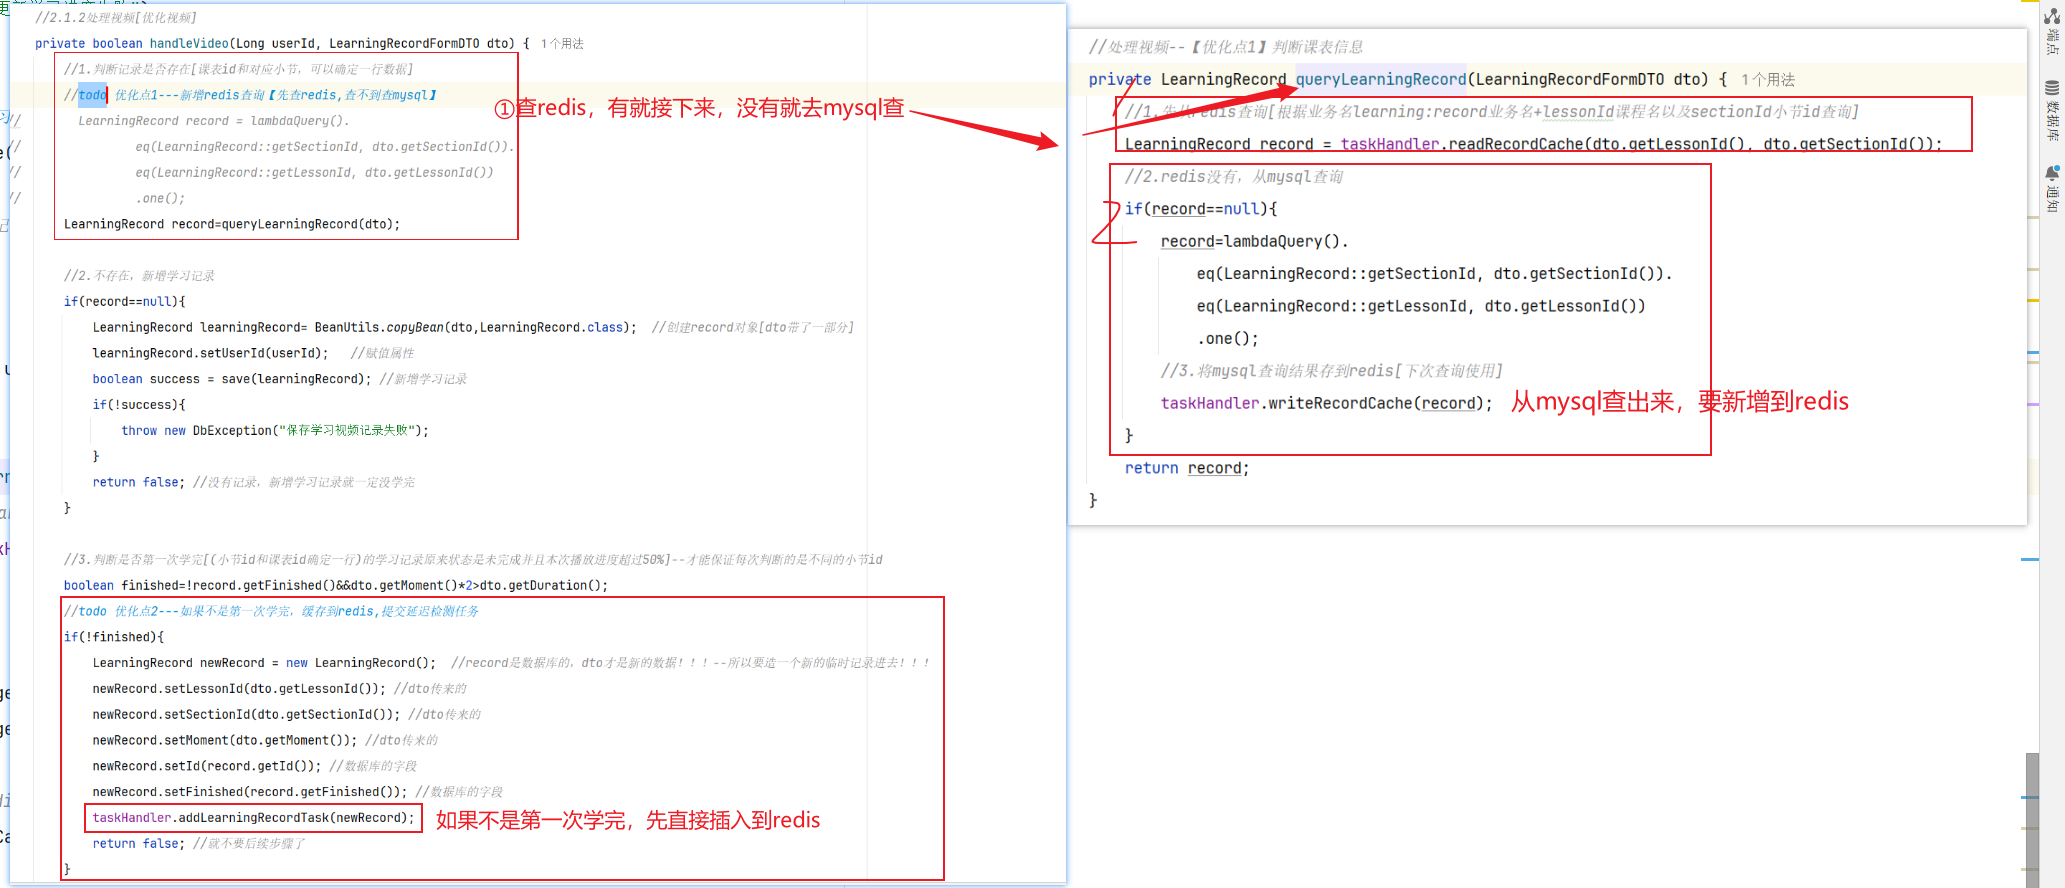 //2.1.2处理视频[优化视频]
private boolean handleVideo(Long userId, LearningRecordFormDTO dto) { 1个用法
//1.判断记录是否存在[课表id和对应小节，可以确定一行数据]
//todo 优化点1---新增redis查询【先查redis,查不到查mysql】
// LearningRecord record = lambdaQuery().
// eq(LearningRecord::getSectionId, dto.getSectionId()).
// eq(LearningRecord::getLessonId, dto.getLessonId())
// .one();
LearningRecord record=queryLearningRecord(dto);
①查redis，有就接下来，没有就去mysql查
//2.不存在，新增学习记录
if(record==null){
LearningRecord learningRecord= BeanUtils.copyBean(dto,LearningRecord.class); //创建record对象[dto带了一部分]
learningRecord.setUserId(userId); //赋值属性
boolean success = save(learningRecord); //新增学习记录
if(!success){
throw new DbException("保存学习视频记录失败");
}
return false; //没有记录，新增学习记录就一定没学完
}
//3.判断是否第一次学完[(小节id和课表id确定一行)的学习记录原来状态是未完成并且本次播放进度超过50%]--才能保证每次判断的是不同的小节id
boolean finished=!record.getFinished()&&dto.getMoment()*2>dto.getDuration();
//todo 优化点2---如果不是第一次学完，缓存到redis,提交延迟检测任务
if(!finished){
LearningRecord newRecord = new LearningRecord(); //record是数据库的，dto才是新的数据！！！--所以要造一个新的临时记录进去！！！
newRecord.setLessonId(dto.getLessonId()); //dto传来的
newRecord.setSectionId(dto.getSectionId()); //dto传来的
newRecord.setMoment(dto.getMoment()); //dto传来的
newRecord.setId(record.getId()); //数据库的字段
newRecord.setFinished(record.getFinished()); //数据库的字段
taskHandler.addLearningRecordTask(newRecord);
如果不是第一次学完，先直接插入到redis
return false; //就不要后续步骤了
}
//处理视频--【优化点1】判断课表信息
private LearningRecord queryLearningRecord(LearningRecordFormDTO dto) { 1个用法
//1.先从redis查询[根据业务名learning:record业务名+lessonId课程名以及sectionId小节id查询]
LearningRecord record = taskHandler.readRecordCache(dto.getLessonId(), dto.getSectionId());
//2.redis没有，从mysql查询
if(record==null){
record=lambdaQuery().
eq(LearningRecord::getSectionId, dto.getSectionId()).
eq(LearningRecord::getLessonId, dto.getLessonId())
.one();
//3.将mysql查询结果存到redis[下次查询使用]
taskHandler.writeRecordCache(record);
从mysql查出来，要新增到redis
}
return record;
}
端点
数据库
通知